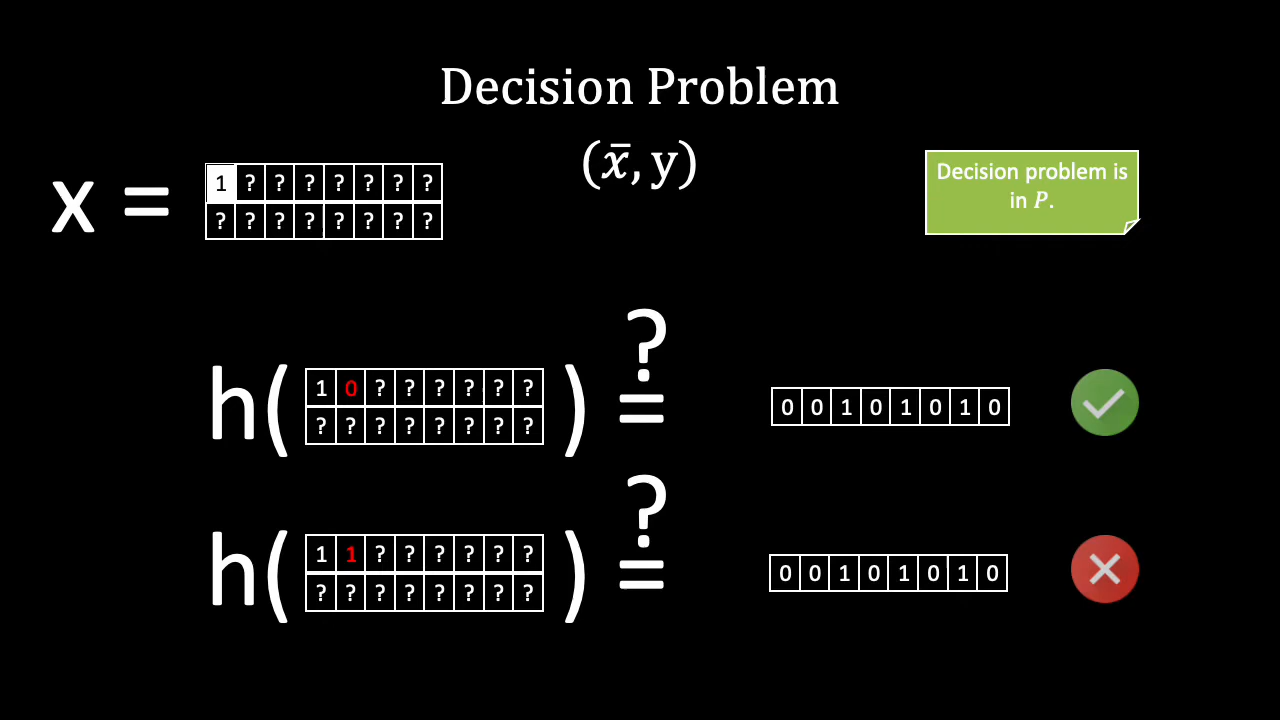 Decision Problem
(x̄, y)
x =
1 ? ? ? ? ? ? ?
? ? ? ? ? ? ? ?
Decision problem is
in P.
h( 1 0 ? ? ? ? ? ? ) ?= 0 0 1 0 1 0 1 0
? ? ? ? ? ? ? ?
h( 1 1 ? ? ? ? ? ? ) ?= 0 0 1 0 1 0 1 0
? ? ? ? ? ? ? ?